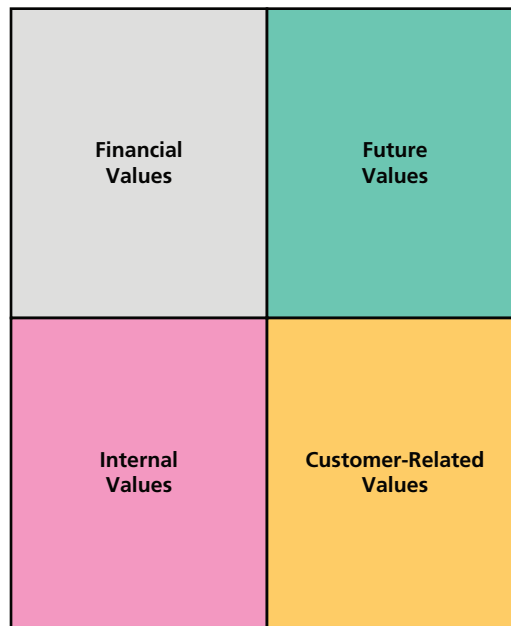 Financial
Values
Future
Values
Internal
Values
Customer-Related
Values